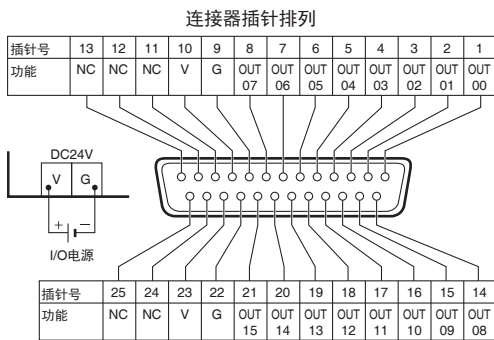 连接器插针排列
插针号 13 12 11 10 9 8 7 6 5 4 3 2 1
功能 NC NC NC V G OUT OUT OUT OUT OUT OUT OUT OUT
07 06 05 04 03 02 01 00
DC24V
V G
+ −
I/O电源
插针号 25 24 23 22 21 20 19 18 17 16 15 14
功能 NC NC V G OUT OUT OUT OUT OUT OUT OUT OUT
15 14 13 12 11 10 09 08